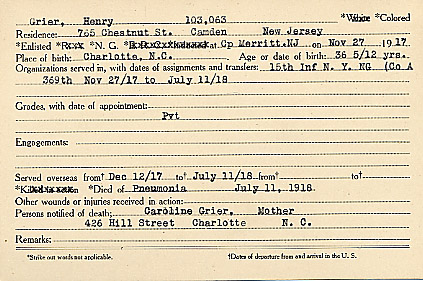 Grier, Henry 103,063 *White *Colored
Residence: 765 Chestnut St. Camden New Jersey
*Enlisted *R.A. *N. G. *E.R.C. *Inducted at Cp Merritt.NJ on Nov 27 1917
Place of birth: Charlotte, N.C. Age or date of birth: 36 5/12 yrs.
Organizations served in, with dates of assignments and transfers: 15th Inf N. Y. NG (Co A
369th Nov 27/17 to July 11/18
Grades, with date of appointment:
Pvt
Engagements:
Served overseas from† Dec 12/17 to† July 11/18 from† to†
*Killed in action *Died of Pneumonia July 11, 1918
Other wounds or injuries received in action:
Persons notified of death: Caroline Grier, Mother
426 Hill Street Charlotte N. C.
Remarks:
*Strike out words not applicable. †Dates of departure from and arrival in the U. S.